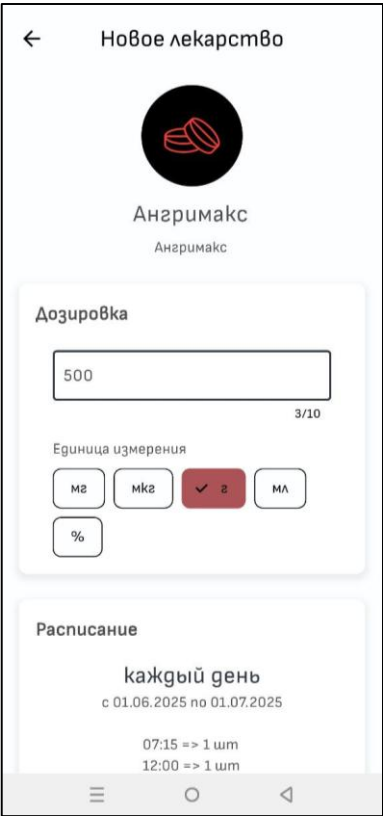 Новое лекарство
Ангримакс
Ангримакс
Дозировка
500
3/10
Единица измерения
мг
мкг
г
мл
%
Расписание
каждый день
с 01.06.2025 по 01.07.2025
07:15 => 1 шт
12:00 => 1 шт